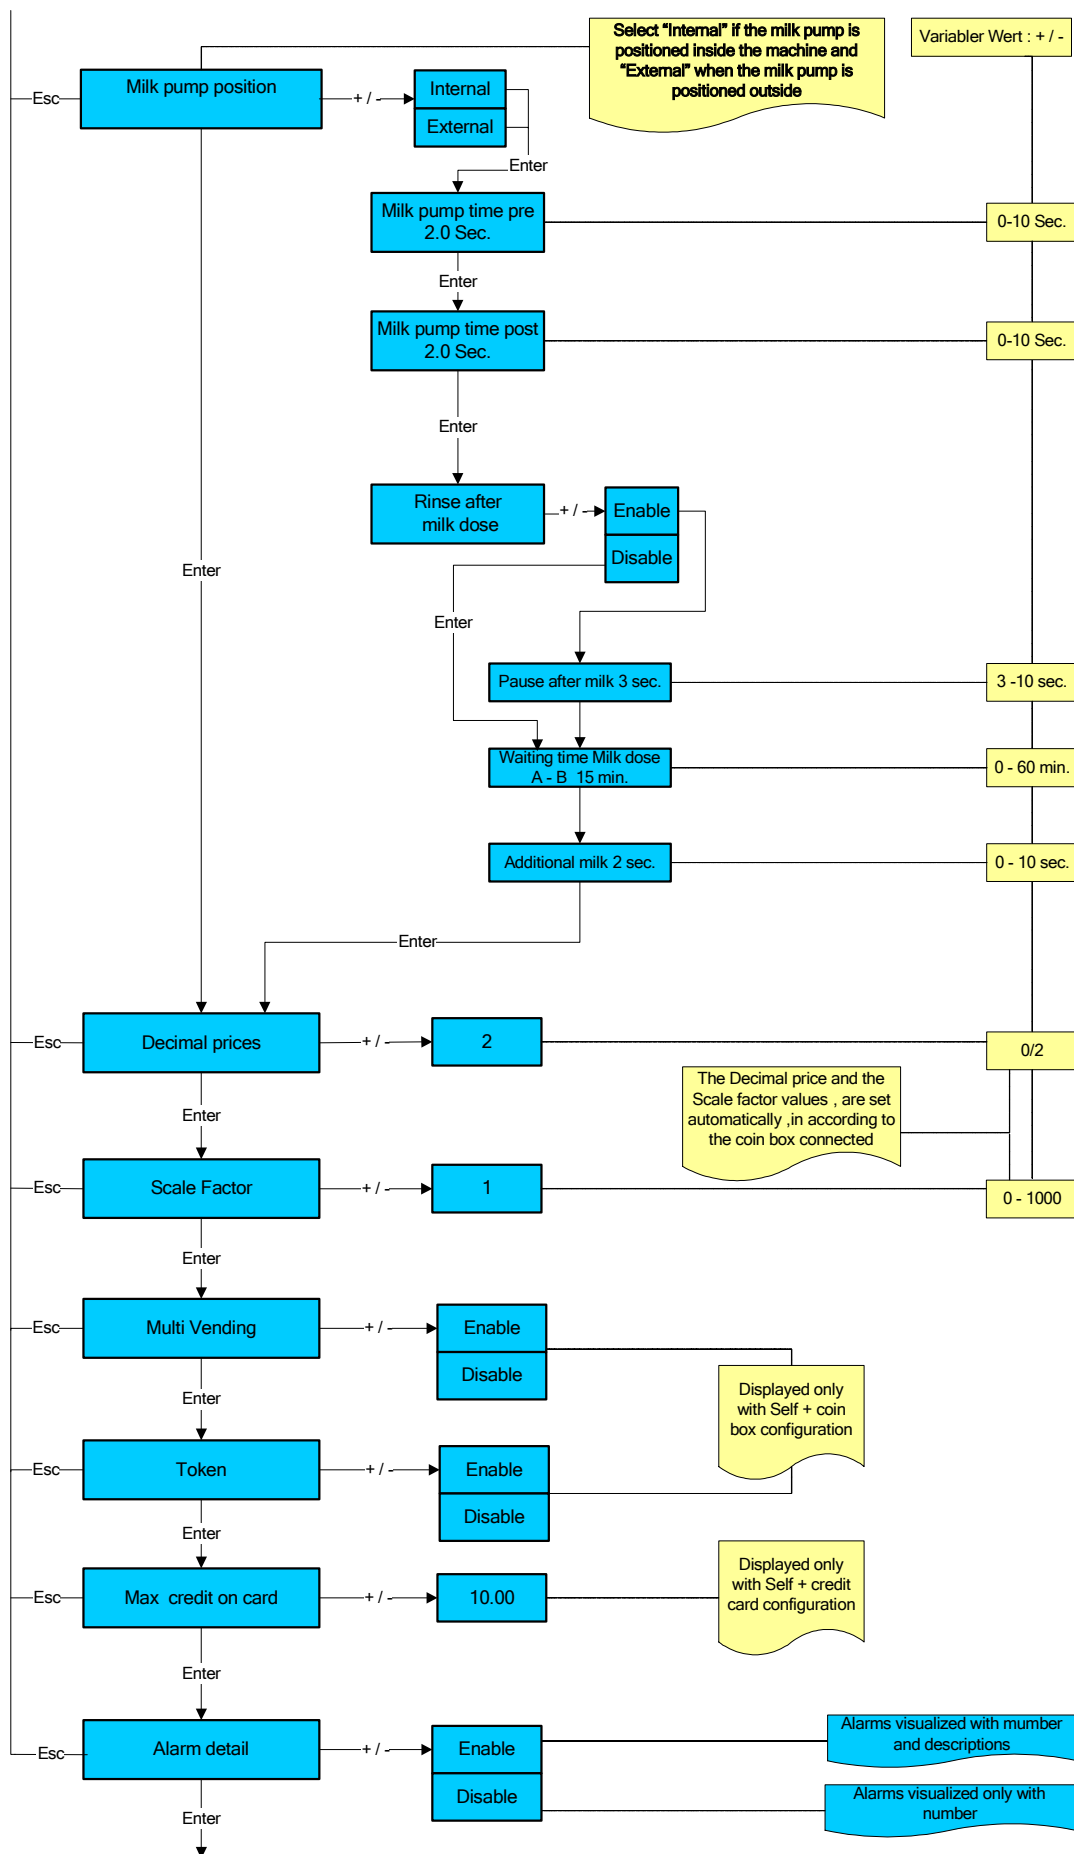 Select “Internal” if the milk pump is
positioned inside the machine and
“External” when the milk pump is
positioned outside
Variabler Wert : + / -
Esc
Milk pump position
+ / -
Internal
External
Enter
Milk pump time pre
2.0 Sec.
0-10 Sec.
Enter
Milk pump time post
2.0 Sec.
0-10 Sec.
Enter
Rinse after
milk dose
+ / -
Enable
Disable
Enter
Enter
Pause after milk 3 sec.
3 -10 sec.
Waiting time Milk dose
A - B  15 min.
0 - 60 min.
Additional milk 2 sec.
0 - 10 sec.
Enter
Esc
Decimal prices
+ / -
2
0/2
The Decimal price and the
Scale factor values , are set
automatically ,in according to
the coin box connected
Enter
Esc
Scale Factor
+ / -
1
0 - 1000
Enter
Esc
Multi Vending
+ / -
Enable
Disable
Displayed only
with Self + coin
box configuration
Enter
Esc
Token
+ / -
Enable
Disable
Enter
Displayed only
with Self + credit
card configuration
Esc
Max  credit on card
+ / -
10.00
Enter
Esc
Alarm detail
+ / -
Enable
Disable
Alarms visualized with mumber
and descriptions
Alarms visualized only with
number
Enter